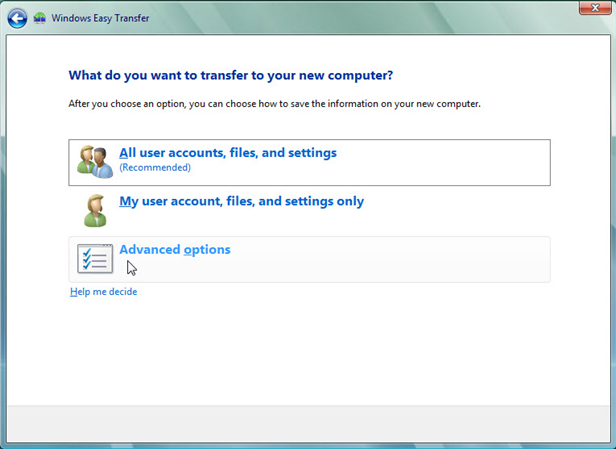 Windows Easy Transfer
What do you want to transfer to your new computer?
After you choose an option, you can choose how to save the information on your new computer.
All user accounts, files, and settings
(Recommended)
My user account, files, and settings only
Advanced options
Help me decide